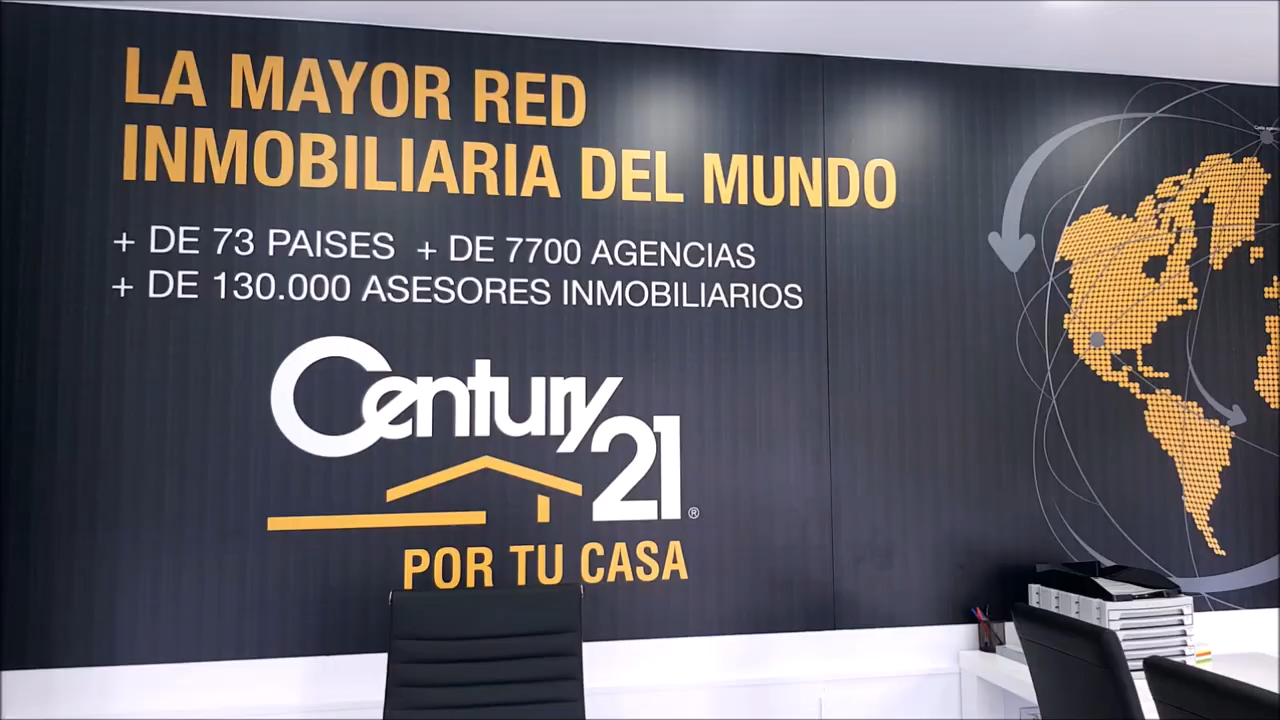 LA MAYOR RED
INMOBILIARIA DEL MUNDO
+ DE 73 PAISES + DE 7700 AGENCIAS
+ DE 130.000 ASESORES INMOBILIARIOS
Century
21®
POR TU CASA